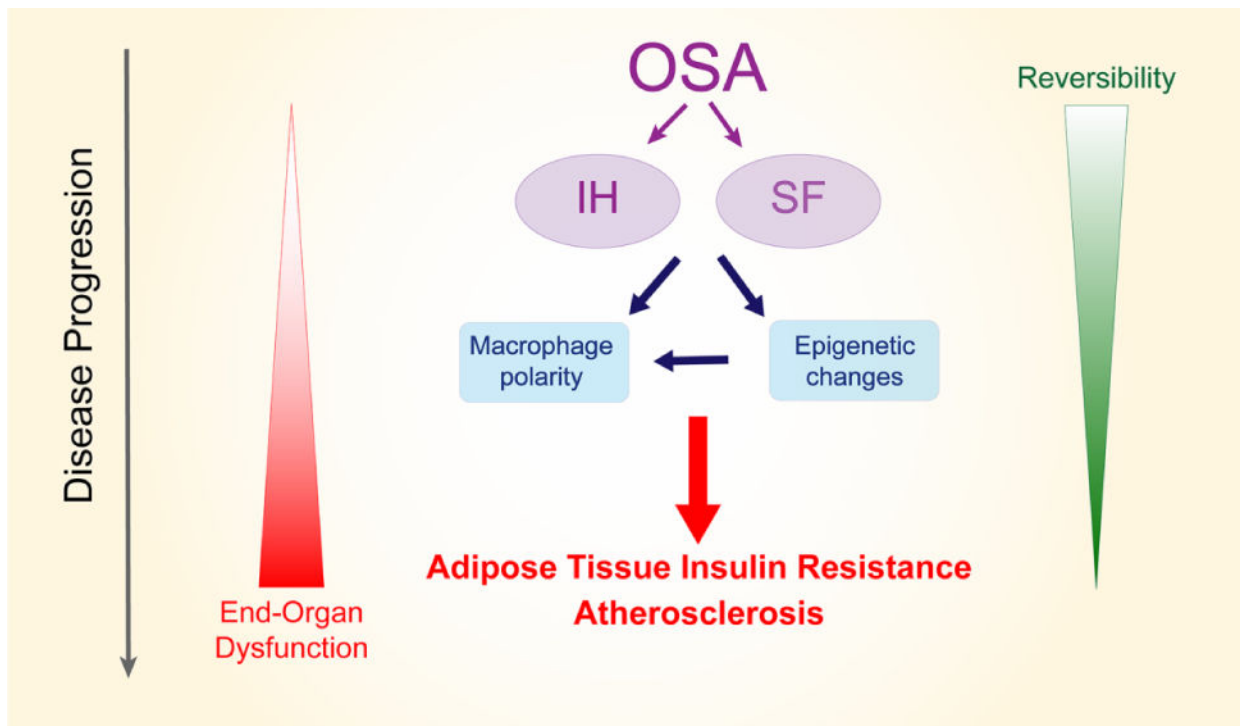 OSA
Reversibility
IH
SF
Disease Progression
Macrophage
polarity
Epigenetic
changes
Adipose Tissue Insulin Resistance
Atherosclerosis
End-Organ
Dysfunction